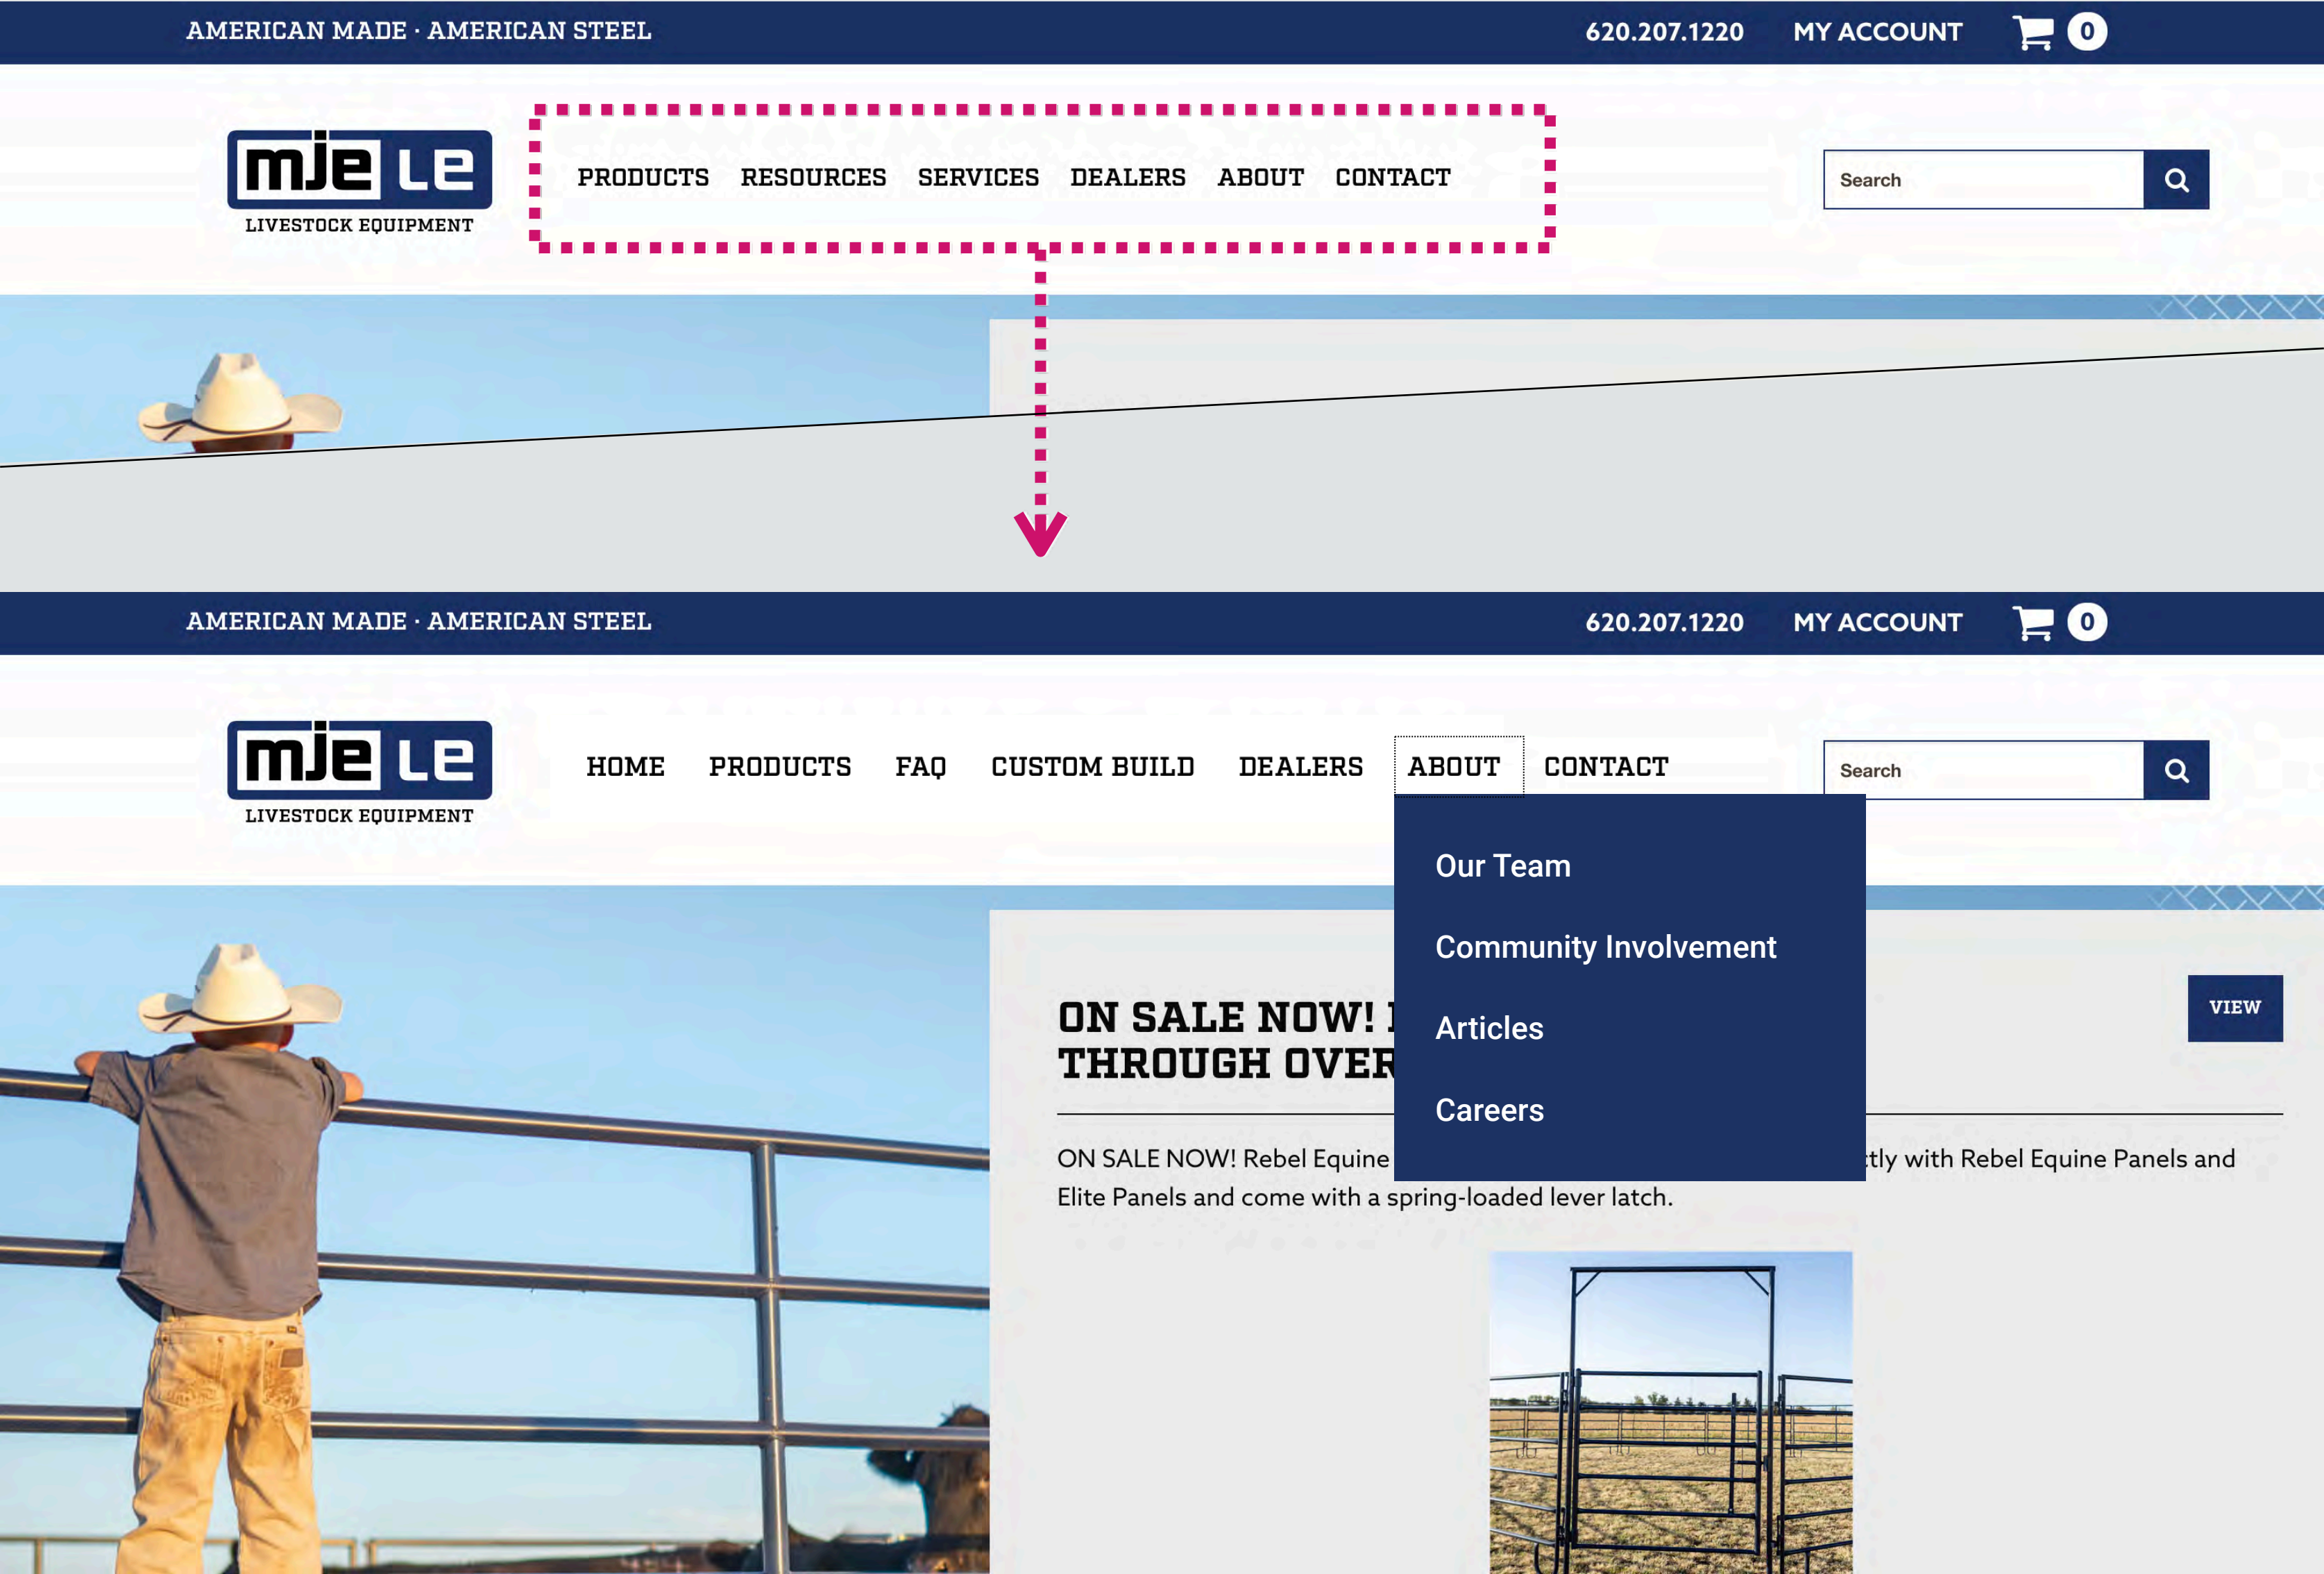 AMERICAN MADE · AMERICAN STEEL
620.207.1220 MY ACCOUNT 0
mje LE
LIVESTOCK EQUIPMENT
PRODUCTS RESOURCES SERVICES DEALERS ABOUT CONTACT
Search
AMERICAN MADE · AMERICAN STEEL
620.207.1220 MY ACCOUNT 0
mje LE
LIVESTOCK EQUIPMENT
HOME PRODUCTS FAQ CUSTOM BUILD DEALERS ABOUT CONTACT
Search
Our Team
Community Involvement
Articles
Careers
ON SALE NOW!
THROUGH OVER
VIEW
ON SALE NOW! Rebel Equine tly with Rebel Equine Panels and
Elite Panels and come with a spring-loaded lever latch.